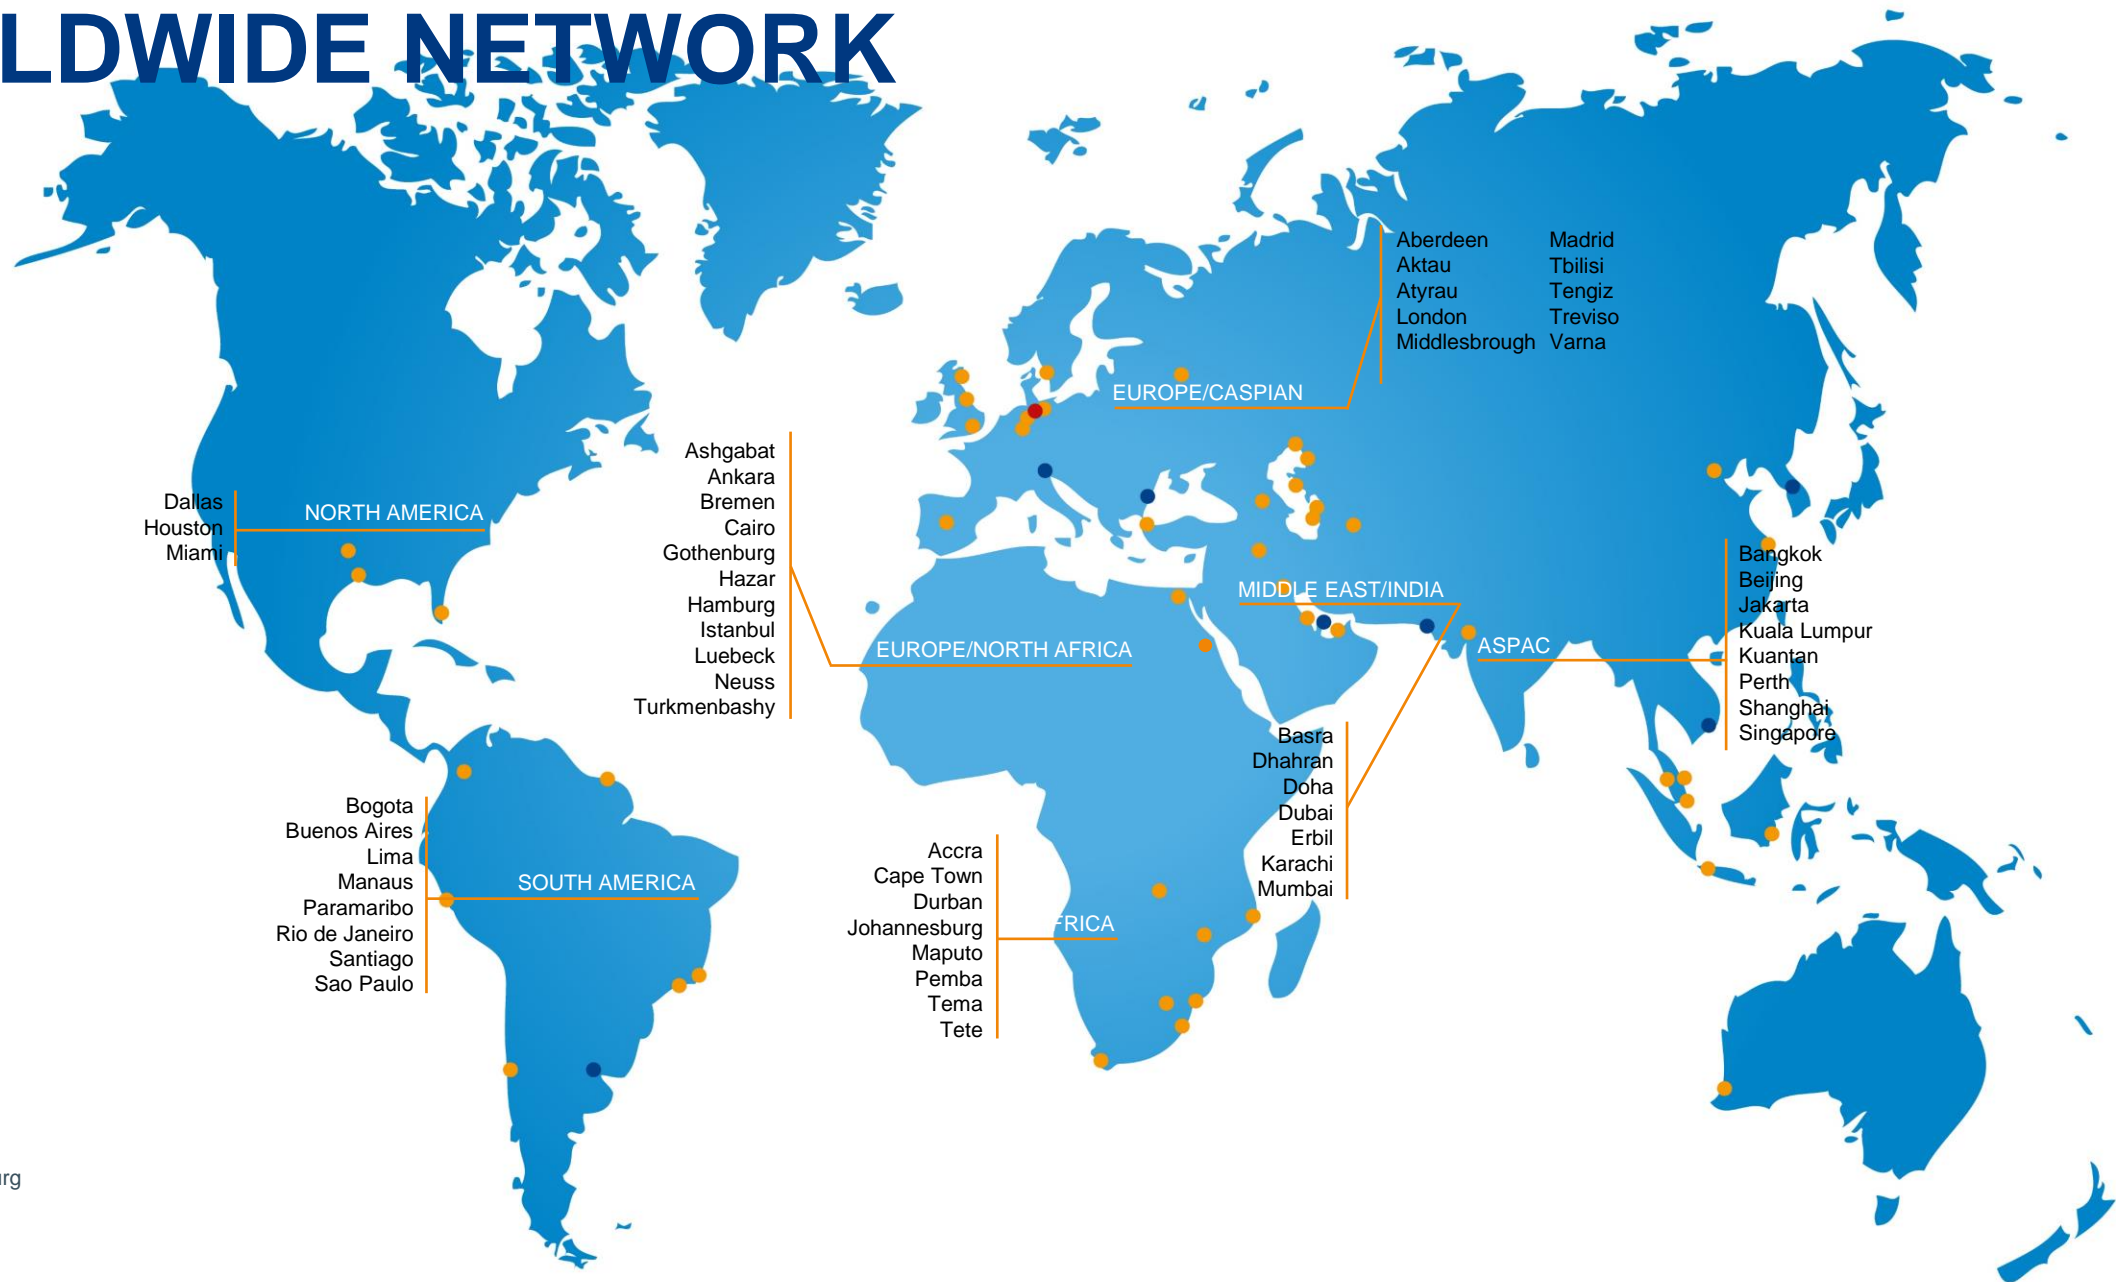 LDWIDE NETWORK
Aberdeen Madrid
Aktau Tbilisi
Atyrau Tengiz
London Treviso
Middlesbrough Varna
EUROPE/CASPIAN
Dallas
Houston
Miami
NORTH AMERICA
Ashgabat
Ankara
Bremen
Cairo
Gothenburg
Hazar
Hamburg
Istanbul
Luebeck
Neuss
Turkmenbashy
EUROPE/NORTH AFRICA
MIDDLE EAST/INDIA
Basra
Dhahran
Doha
Dubai
Erbil
Karachi
Mumbai
ASPAC
Bangkok
Beijing
Jakarta
Kuala Lumpur
Kuantan
Perth
Shanghai
Singapore
Bogota
Buenos Aires
Lima
Manaus
Paramaribo
Rio de Janeiro
Santiago
Sao Paulo
SOUTH AMERICA
Accra
Cape Town
Durban
Johannesburg
Maputo
Pemba
Tema
Tete
FRICA
rg